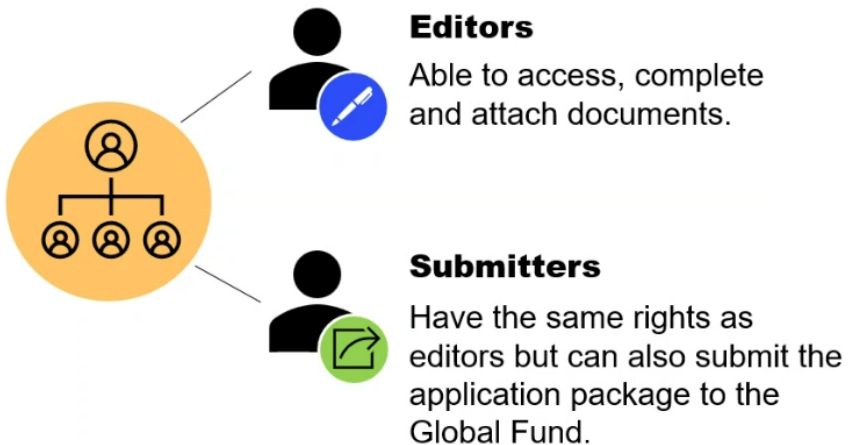 Editors
Able to access, complete
and attach documents.
Submitters
Have the same rights as
editors but can also submit the
application package to the
Global Fund.